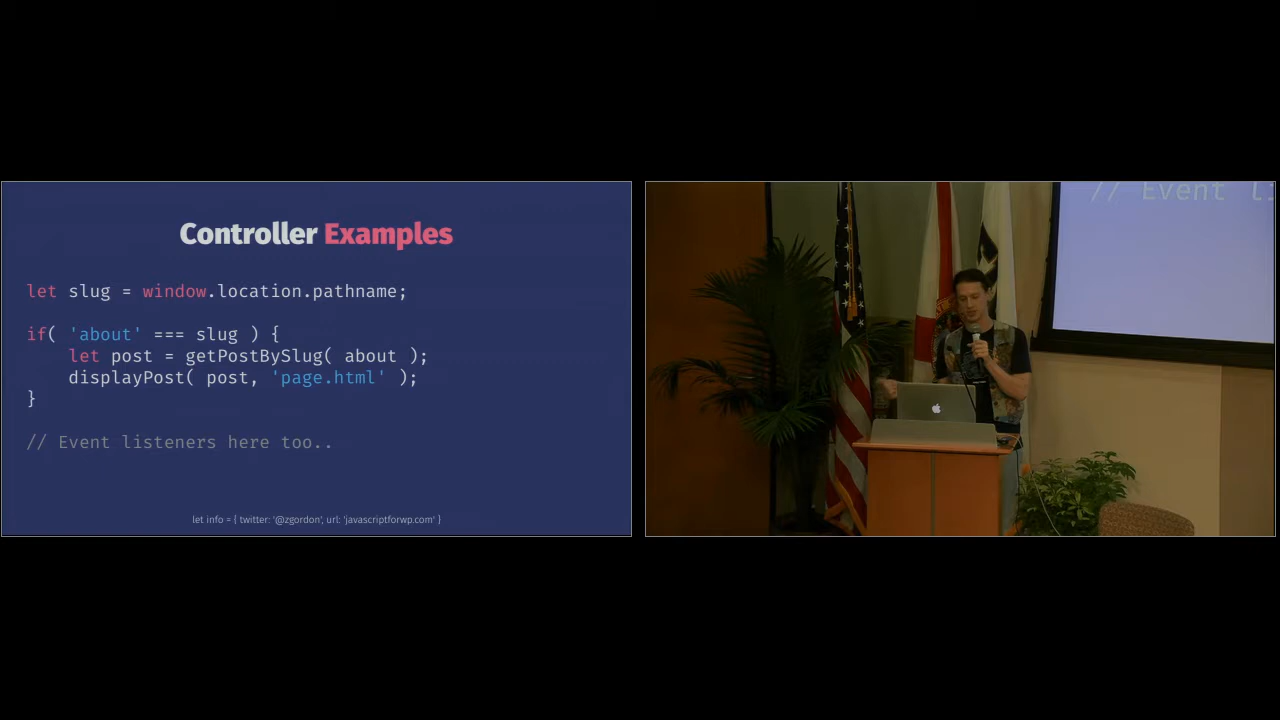 Controller Examples
let slug = window.location.pathname;
if( 'about' === slug ) {
    let post = getPostBySlug( about );
    displayPost( post, 'page.html' );
}
// Event listeners here too..
let info = { twitter: '@zgordon', url: 'javascriptforwp.com' }
// Event li